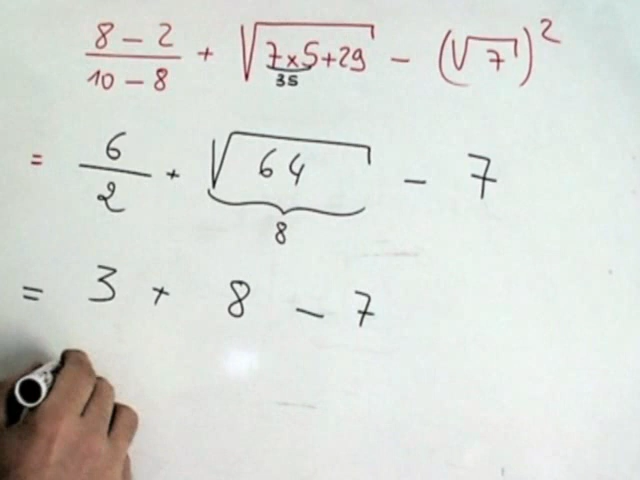 8 - 2 / 10 - 8 + √(7×5+29) - (√7)²
35
= 6 / 2 + √64 - 7
8
= 3 + 8 - 7